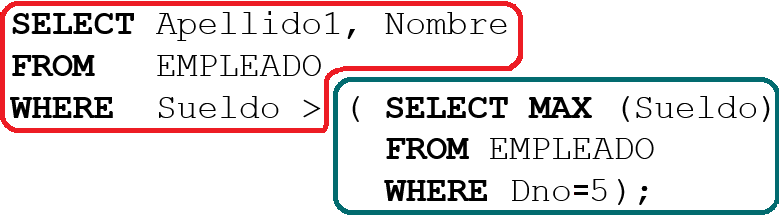 SELECT Apellido1, Nombre
FROM EMPLEADO
WHERE Sueldo > ( SELECT MAX (Sueldo)
FROM EMPLEADO
WHERE Dno=5);